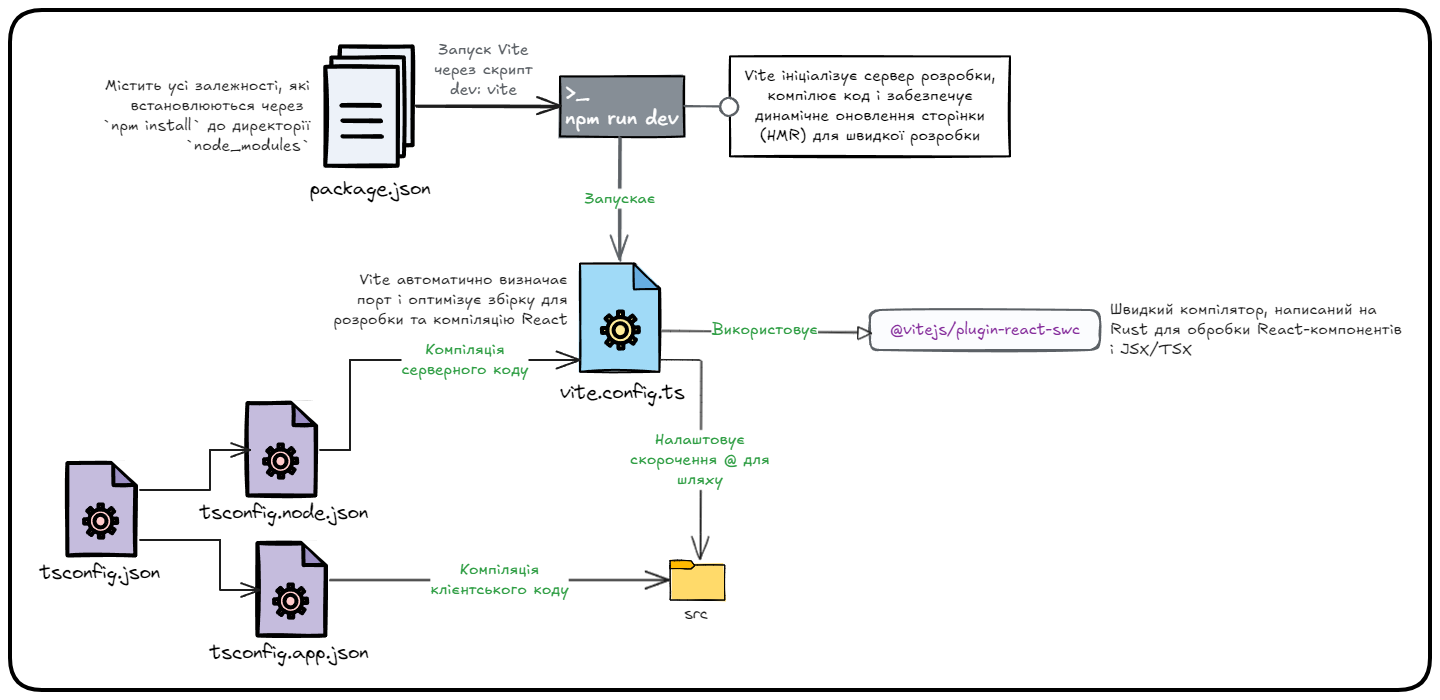 Містить усі залежності, які
встановлюються через
`npm install` до директорії
`node_modules`
package.json
Запуск Vite
через скрипт
dev: vite
>_
npm run dev
Vite ініціалізує сервер розробки,
компілює код і забезпечує
динамічне оновлення сторінки
(HMR) для швидкої розробки
Запускає
Vite автоматично визначає
порт і оптимізує збірку для
розробки та компіляцію React
vite.config.ts
Використовує
@vitejs/plugin-react-swc
Швидкий компілятор, написаний на
Rust для обробки React-компонентів
і JSX/TSX
Компіляція
серверного коду
Налаштовує
скорочення @ для
шляху
tsconfig.node.json
tsconfig.json
Компіляція
клієнтського коду
src
tsconfig.app.json